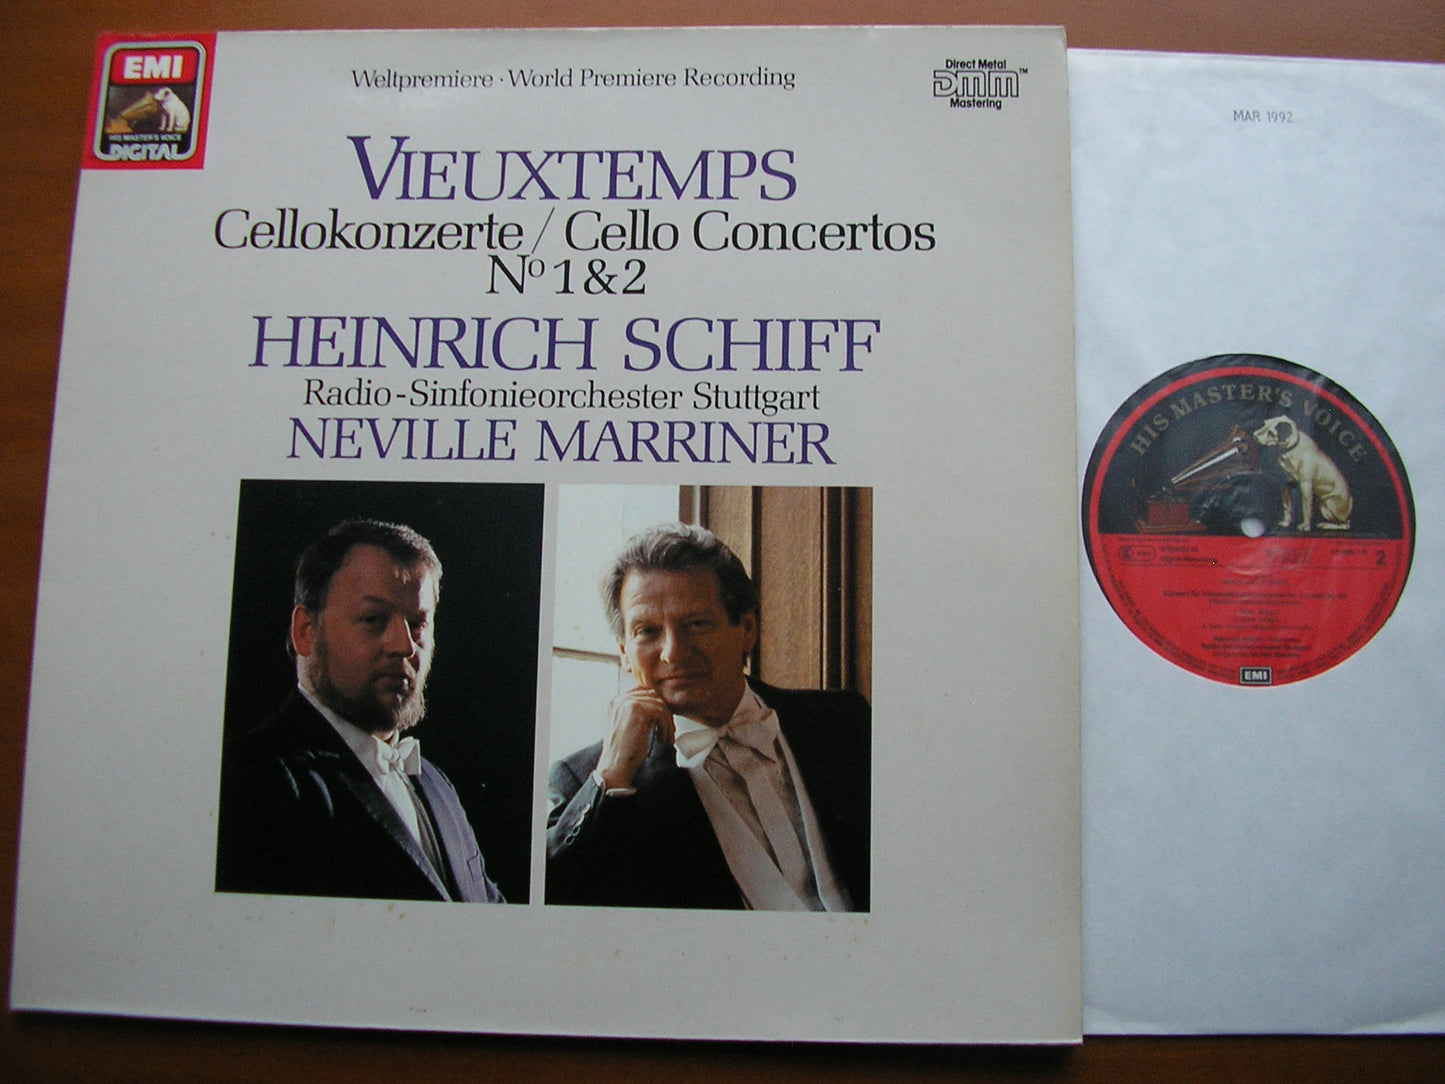 EMI
HIS MASTER'S VOICE
DIGITAL
Weltpremiere · World Premiere Recording
Direct Metal
DMM™
Mastering
VIEUXTEMPS
Cellokonzerte / Cello Concertos
Nº 1 & 2
HEINRICH SCHIFF
Radio-Sinfonieorchester Stuttgart
NEVILLE MARRINER
MAR 1992
HIS MASTER'S VOICE
2
EMI